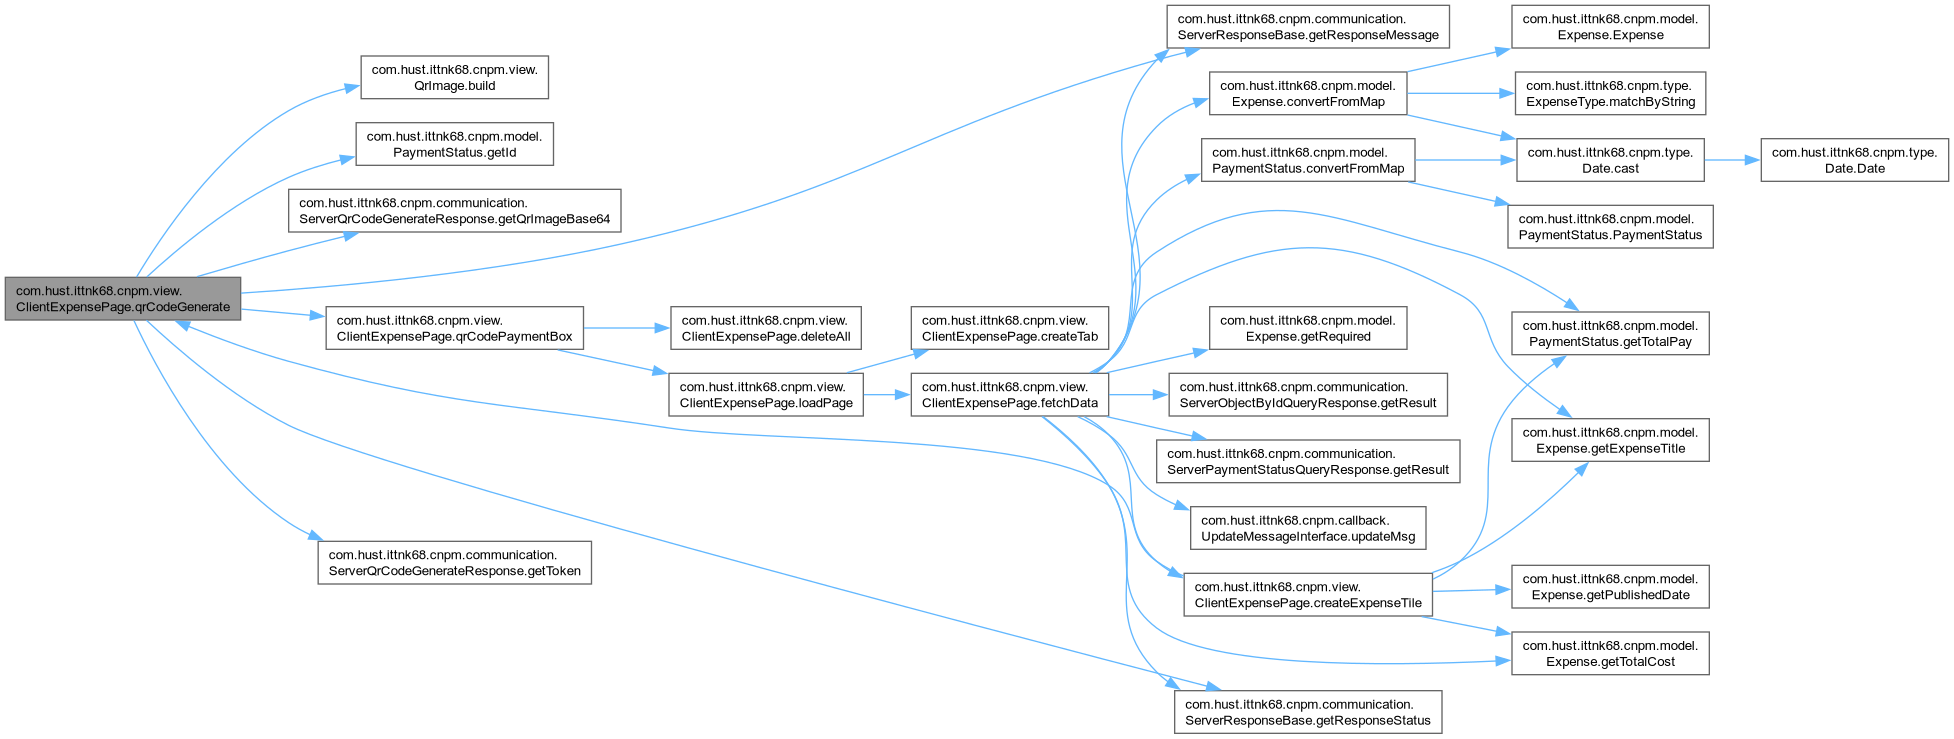 com.hust.ittnk68.cnpm.view.
ClientExpensePage.qrCodeGenerate
com.hust.ittnk68.cnpm.view.
QrImage.build
com.hust.ittnk68.cnpm.model.
PaymentStatus.getId
com.hust.ittnk68.cnpm.communication.
ServerQrCodeGenerateResponse.getQrImageBase64
com.hust.ittnk68.cnpm.view.
ClientExpensePage.qrCodePaymentBox
com.hust.ittnk68.cnpm.communication.
ServerQrCodeGenerateResponse.getToken
com.hust.ittnk68.cnpm.view.
ClientExpensePage.deleteAll
com.hust.ittnk68.cnpm.view.
ClientExpensePage.loadPage
com.hust.ittnk68.cnpm.view.
ClientExpensePage.createTab
com.hust.ittnk68.cnpm.view.
ClientExpensePage.fetchData
com.hust.ittnk68.cnpm.communication.
ServerResponseBase.getResponseMessage
com.hust.ittnk68.cnpm.model.
Expense.convertFromMap
com.hust.ittnk68.cnpm.model.
PaymentStatus.convertFromMap
com.hust.ittnk68.cnpm.model.
Expense.getRequired
com.hust.ittnk68.cnpm.communication.
ServerObjectByIdQueryResponse.getResult
com.hust.ittnk68.cnpm.communication.
ServerPaymentStatusQueryResponse.getResult
com.hust.ittnk68.cnpm.callback.
UpdateMessageInterface.updateMsg
com.hust.ittnk68.cnpm.view.
ClientExpensePage.createExpenseTile
com.hust.ittnk68.cnpm.communication.
ServerResponseBase.getResponseStatus
com.hust.ittnk68.cnpm.model.
Expense.Expense
com.hust.ittnk68.cnpm.type.
ExpenseType.matchByString
com.hust.ittnk68.cnpm.type.
Date.cast
com.hust.ittnk68.cnpm.model.
PaymentStatus.PaymentStatus
com.hust.ittnk68.cnpm.model.
PaymentStatus.getTotalPay
com.hust.ittnk68.cnpm.model.
Expense.getExpenseTitle
com.hust.ittnk68.cnpm.model.
Expense.getPublishedDate
com.hust.ittnk68.cnpm.model.
Expense.getTotalCost
com.hust.ittnk68.cnpm.type.
Date.Date